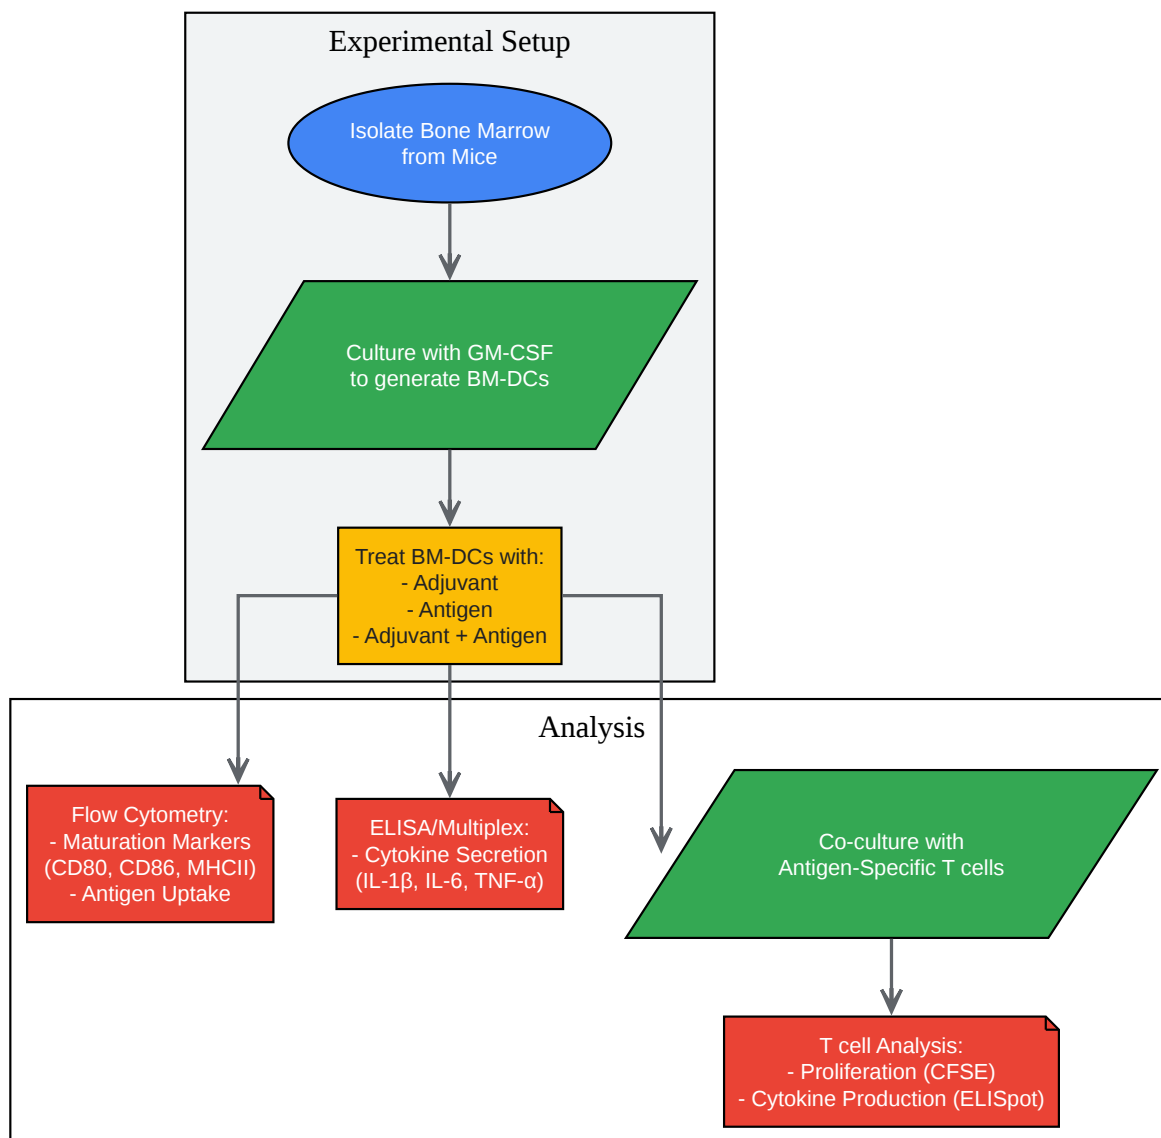 Experimental Setup
Isolate Bone Marrow
from Mice
Culture with GM-CSF
to generate BM-DCs
Treat BM-DCs with:
- Adjuvant
- Antigen
- Adjuvant + Antigen
Analysis
Flow Cytometry:
- Maturation Markers
(CD80, CD86, MHCII)
- Antigen Uptake
ELISA/Multiplex:
- Cytokine Secretion
(IL-1β, IL-6, TNF-α)
Co-culture with
Antigen-Specific T cells
T cell Analysis:
- Proliferation (CFSE)
- Cytokine Production (ELISpot)